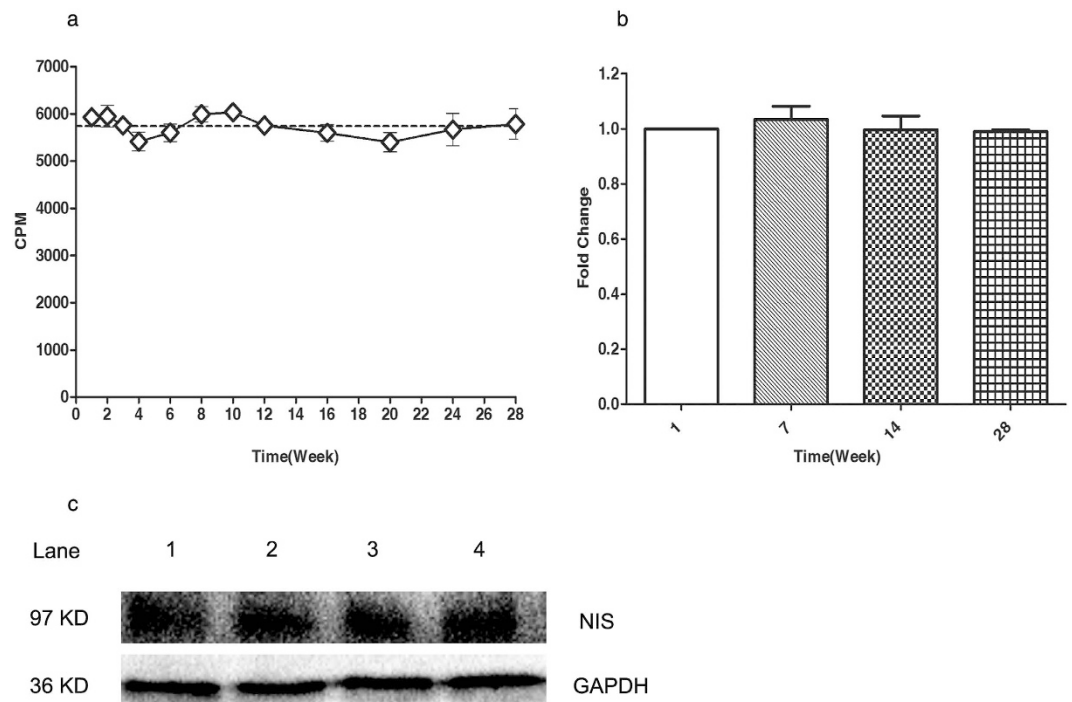 a
7000
6000
5000
4000
3000
2000
1000
0
CPM
0 2 4 6 8 10 12 14 16 18 20 22 24 26 28
Time(Week)
b
1.2
1.0
0.8
0.6
0.4
0.2
0.0
Fold Change
1 7 14 28
Time(Week)
c
Lane 1 2 3 4
97 KD NIS
36 KD GAPDH